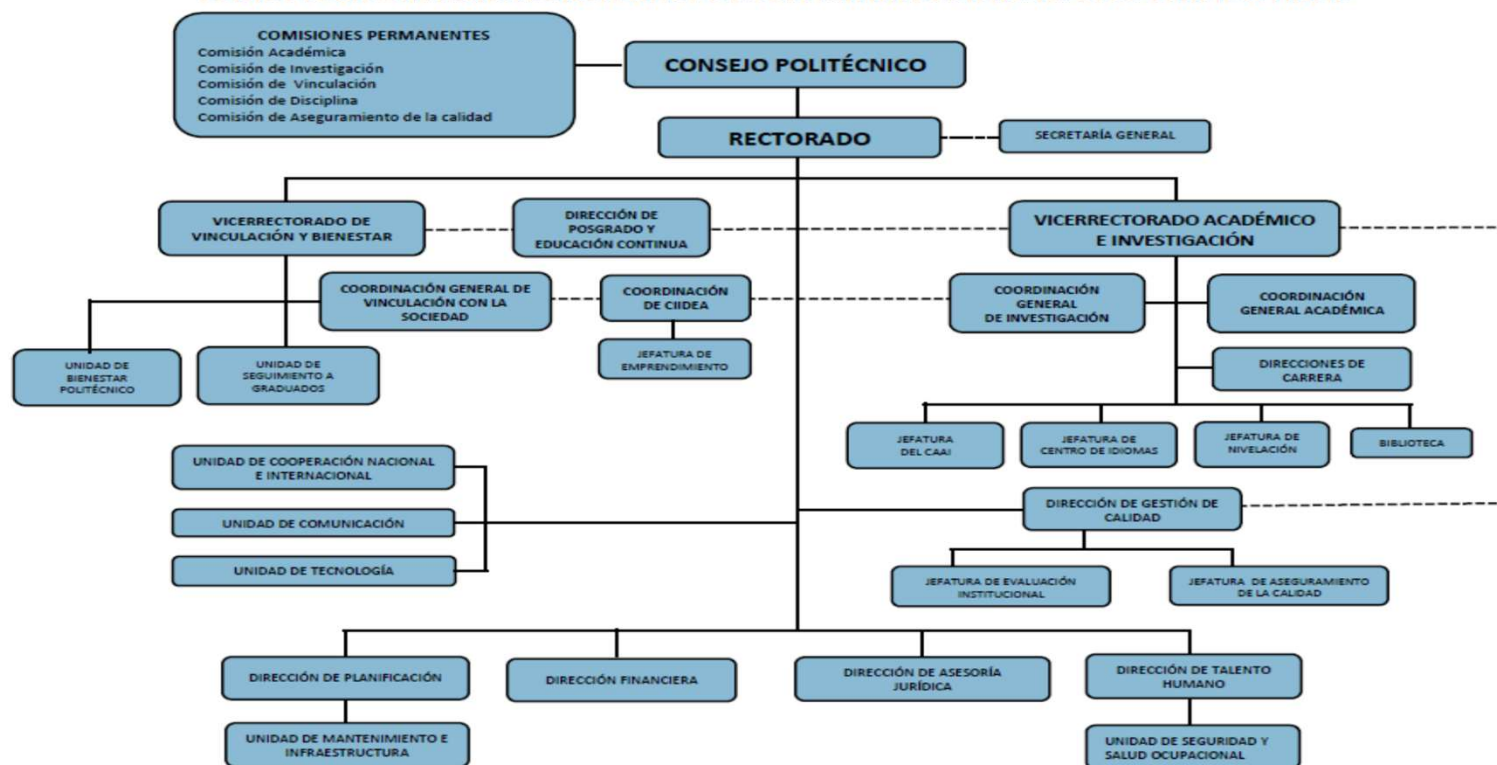 COMISIONES PERMANENTES
Comisión Académica
Comisión de Investigación
Comisión de Vinculación
Comisión de Disciplina
Comisión de Aseguramiento de la calidad
CONSEJO POLITÉCNICO
RECTORADO
SECRETARÍA GENERAL
VICERRECTORADO DE
VINCULACIÓN Y BIENESTAR
DIRECCIÓN DE
POSGRADO Y
EDUCACIÓN CONTINUA
VICERRECTORADO ACADÉMICO
E INVESTIGACIÓN
COORDINACIÓN GENERAL DE
VINCULACIÓN CON LA
SOCIEDAD
COORDINACIÓN
DE CIIDEA
COORDINACIÓN
GENERAL
DE INVESTIGACIÓN
COORDINACIÓN
GENERAL ACADÉMICA
UNIDAD DE
BIENESTAR
POLITÉCNICO
UNIDAD DE
SEGUIMIENTO A
GRADUADOS
JEFATURA DE
EMPRENDIMIENTO
DIRECCIONES DE
CARRERA
JEFATURA
DEL CAAI
JEFATURA DE
CENTRO DE IDIOMAS
JEFATURA DE
NIVELACIÓN
BIBLIOTECA
UNIDAD DE COOPERACIÓN NACIONAL
E INTERNACIONAL
UNIDAD DE COMUNICACIÓN
UNIDAD DE TECNOLOGÍA
DIRECCIÓN DE GESTIÓN DE
CALIDAD
JEFATURA DE EVALUACIÓN
INSTITUCIONAL
JEFATURA DE ASEGURAMIENTO
DE LA CALIDAD
DIRECCIÓN DE PLANIFICACIÓN
DIRECCIÓN FINANCIERA
DIRECCIÓN DE ASESORÍA
JURÍDICA
DIRECCIÓN DE TALENTO
HUMANO
UNIDAD DE MANTENIMIENTO E
INFRAESTRUCTURA
UNIDAD DE SEGURIDAD Y
SALUD OCUPACIONAL